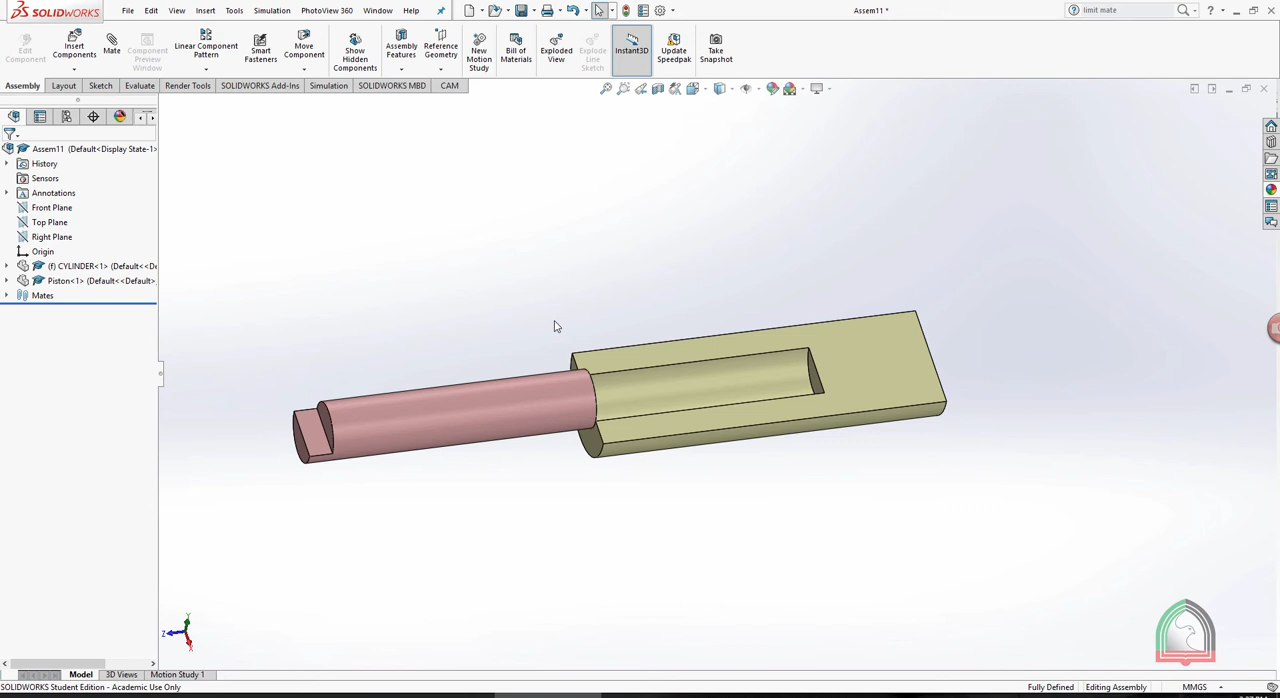 SOLIDWORKS
File Edit View Insert Tools Simulation PhotoView 360 Window Help
Assem11 *
limit mate
Edit Component
Insert Components
Mate
Component Preview Window
Linear Component Pattern
Smart Fasteners
Move Component
Show Hidden Components
Assembly Features
Reference Geometry
New Motion Study
Bill of Materials
Exploded View
Explode Line Sketch
Instant3D
Update Speedpak
Take Snapshot
Assembly Layout Sketch Evaluate Render Tools SOLIDWORKS Add-Ins Simulation SOLIDWORKS MBD CAM
Assem11 (Default<Display State-1>
History
Sensors
Annotations
Front Plane
Top Plane
Right Plane
Origin
(f) CYLINDER<1> (Default<<De
Piston<1> (Default<<Default>
Mates
Y
Z
X
Model 3D Views Motion Study 1
SOLIDWORKS Student Edition - Academic Use Only
Fully Defined Editing Assembly MMGS